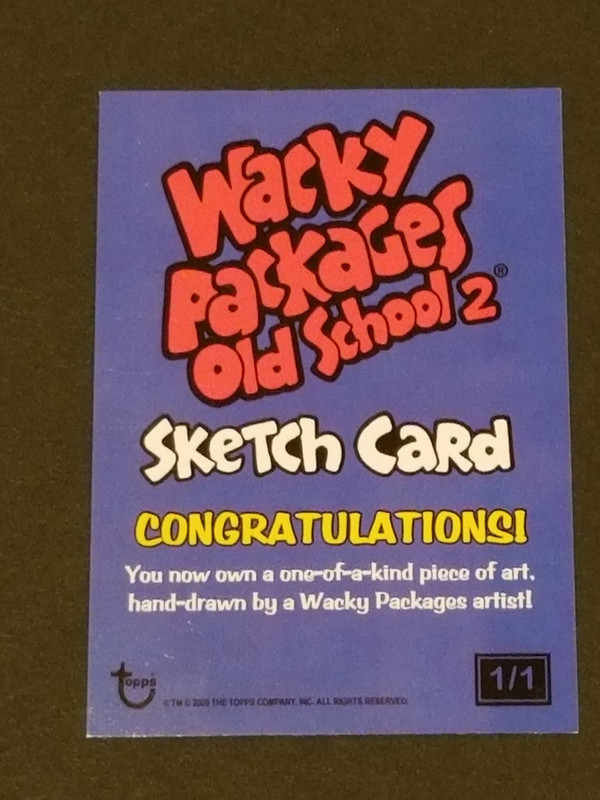 Wacky
Packages
Old School 2 ®
Sketch Card
CONGRATULATIONS!
You now own a one-of-a-kind piece of art,
hand-drawn by a Wacky Packages artist!
topps
© TM © 2009 THE TOPPS COMPANY, INC. ALL RIGHTS RESERVED.
1/1